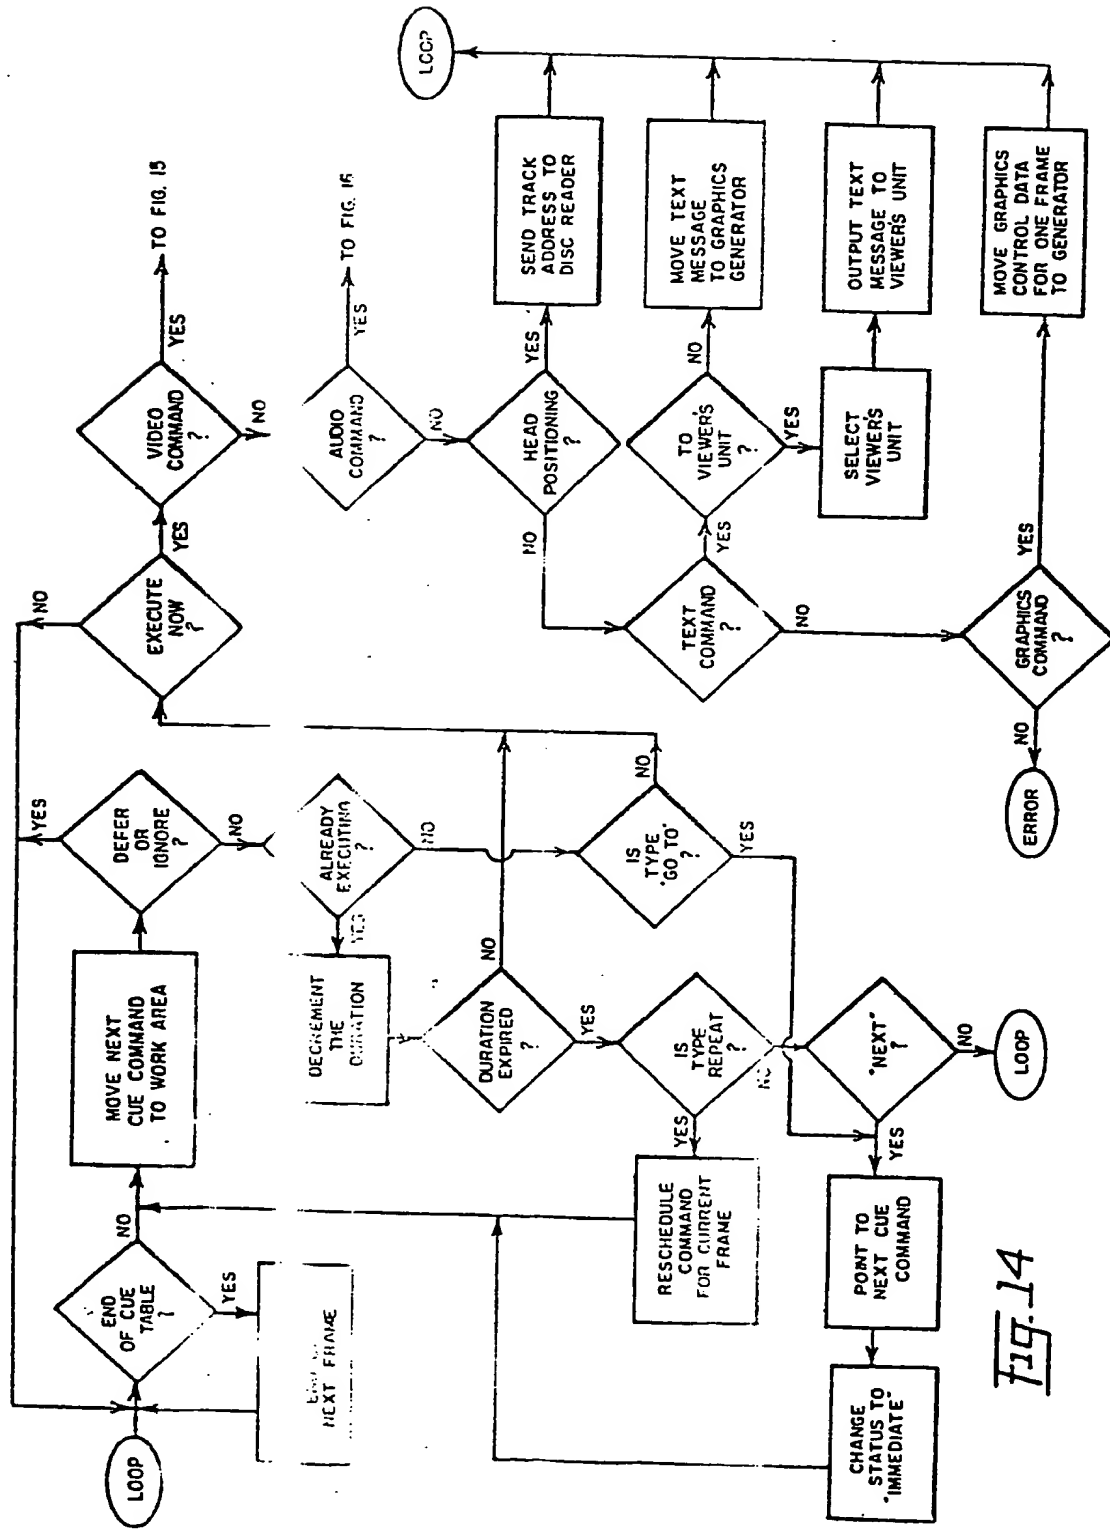 LOOP
END
OF CUE
TABLE
?
NO
YES
NEXT FRAME
MOVE NEXT
CUE COMMAND
TO WORK AREA
DEFER
OR
IGNORE
?
YES
NO
EXECUTE
NOW
?
NO
YES
VIDEO
COMMAND
?
YES
TO FIG. 15
NO
DECREMENT
THE
DURATION
YES
ALREADY
EXECUTING
?
NO
AUDIO
COMMAND
?
YES
TO FIG. 16
NO
DURATION
EXPIRED
?
NO
YES
HEAD
POSITIONING
?
NO
YES
SEND TRACK
ADDRESS TO
DISC READER
LOOP
RESCHEDULE
COMMAND
FOR CURRENT
FRAME
YES
IS
TYPE
REPEAT
?
NO
IS
TYPE
"GO TO"
?
NO
YES
TEXT
COMMAND
?
YES
NO
TO
VIEWER'S
UNIT
?
NO
YES
MOVE TEXT
MESSAGE
TO GRAPHICS
GENERATOR
SELECT
VIEWER'S
UNIT
OUTPUT TEXT
MESSAGE TO
VIEWER'S UNIT
CHANGE
STATUS TO
"IMMEDIATE"
POINT TO
NEXT CUE
COMMAND
YES
"NEXT"
?
NO
LOOP
ERROR
NO
GRAPHICS
COMMAND
?
YES
MOVE GRAPHICS
CONTROL DATA
FOR ONE FRAME
TO GENERATOR
Fig. 14